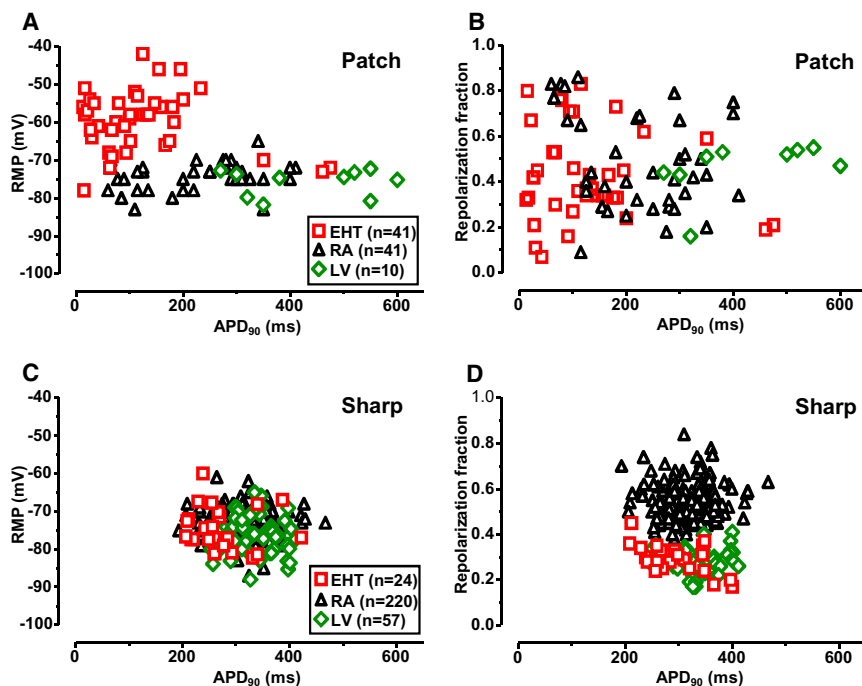 A
Patch
RMP (mV)
-40
-50
-60
-70
-80
-90
-100
EHT (n=41)
RA (n=41)
LV (n=10)
0 200 400 600
APD90 (ms)
B
Patch
Repolarization fraction
1.0
0.8
0.6
0.4
0.2
0.0
0 200 400 600
APD90 (ms)
C
Sharp
RMP (mV)
-40
-50
-60
-70
-80
-90
-100
EHT (n=24)
RA (n=220)
LV (n=57)
0 200 400 600
APD90 (ms)
D
Sharp
Repolarization fraction
1.0
0.8
0.6
0.4
0.2
0.0
0 200 400 600
APD90 (ms)